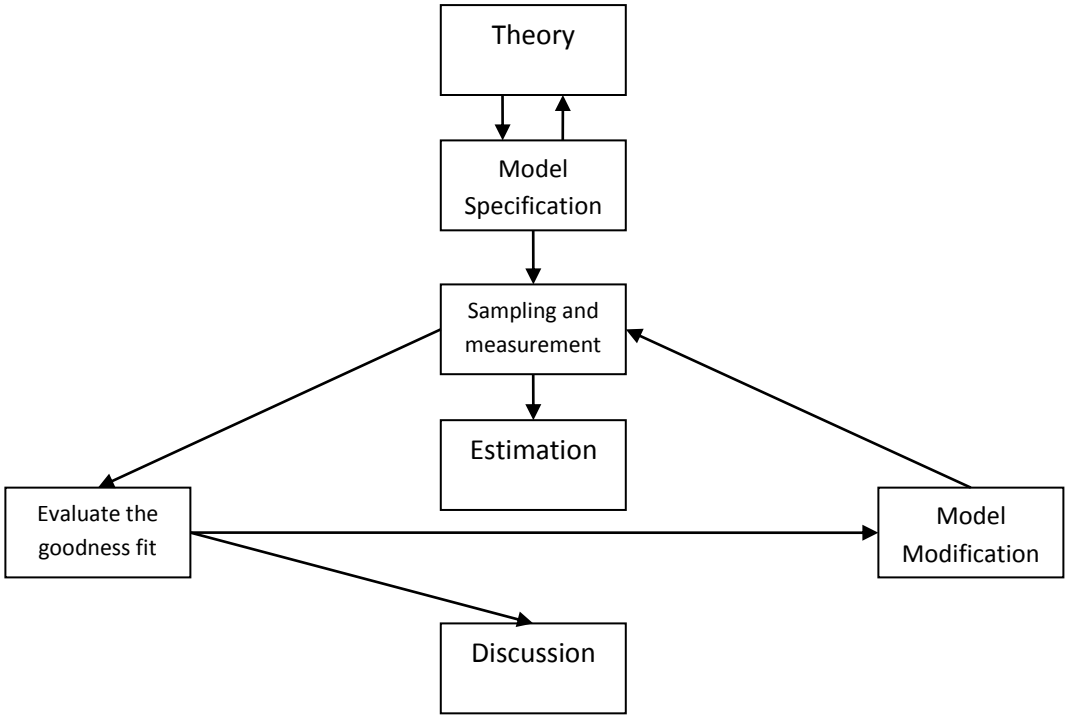 Theory
Model
Specification
Sampling and
measurement
Estimation
Evaluate the
goodness fit
Model
Modification
Discussion